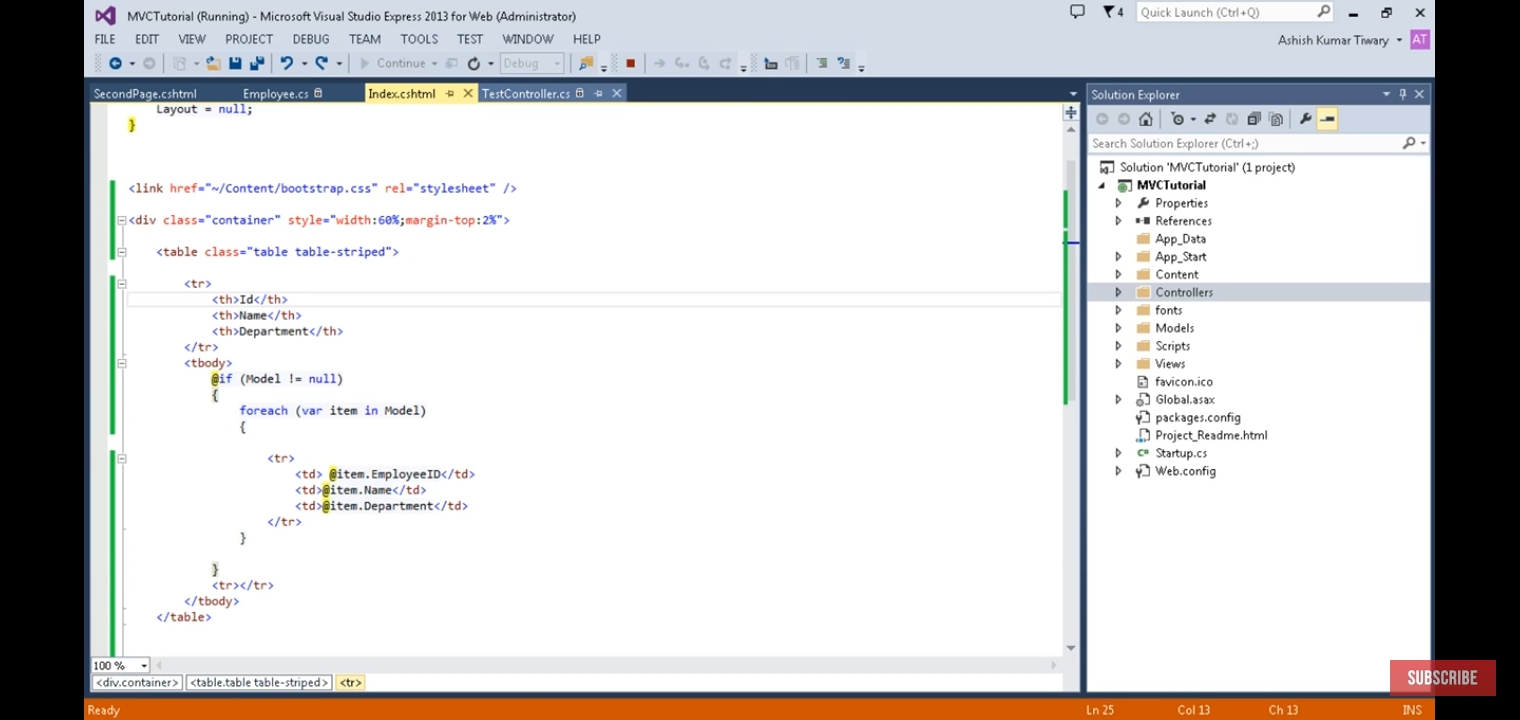 MVCTutorial (Running) - Microsoft Visual Studio Express 2013 for Web (Administrator)
4
Quick Launch (Ctrl+Q)
FILE EDIT VIEW PROJECT DEBUG TEAM TOOLS TEST WINDOW HELP
Ashish Kumar Tiwary AT
Continue Debug
SecondPage.cshtml Employee.cs Index.cshtml TestController.cs
Layout = null;
}
<link href="~/Content/bootstrap.css" rel="stylesheet" />
<div class="container" style="width:60%;margin-top:2%">
<table class="table table-striped">
<tr>
<th>Id</th>
<th>Name</th>
<th>Department</th>
</tr>
<tbody>
@if (Model != null)
{
foreach (var item in Model)
{
<tr>
<td> @item.EmployeeID</td>
<td>@item.Name</td>
<td>@item.Department</td>
</tr>
}
}
<tr></tr>
</tbody>
</table>
100 %
<div.container> <table.table table-striped> <tr>
Solution Explorer
Search Solution Explorer (Ctrl+;)
Solution 'MVCTutorial' (1 project)
MVCTutorial
Properties
References
App_Data
App_Start
Content
Controllers
fonts
Models
Scripts
Views
favicon.ico
Global.asax
packages.config
Project_Readme.html
C# Startup.cs
Web.config
SUBSCRIBE
Ready Ln 25 Col 13 Ch 13 INS